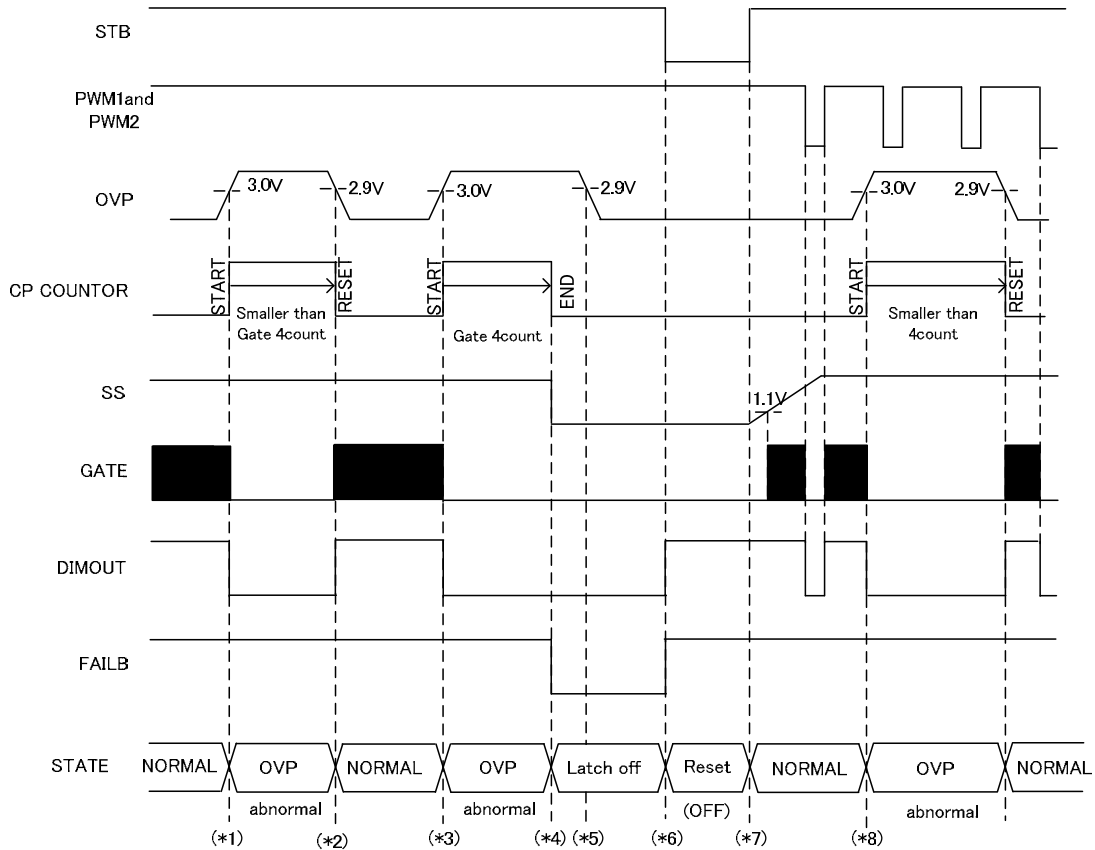 STB
PWM1and
PWM2
OVP
3.0V
2.9V
3.0V
2.9V
3.0V
2.9V
CP COUNTOR
START
Smaller than
Gate 4count
RESET
START
Gate 4count
END
START
Smaller than
4count
RESET
SS
1.1V
GATE
DIMOUT
FAILB
STATE
NORMAL
OVP
NORMAL
OVP
Latch off
Reset
NORMAL
OVP
NORMAL
abnormal
abnormal
(OFF)
abnormal
(*1)
(*2)
(*3)
(*4)
(*5)
(*6)
(*7)
(*8)